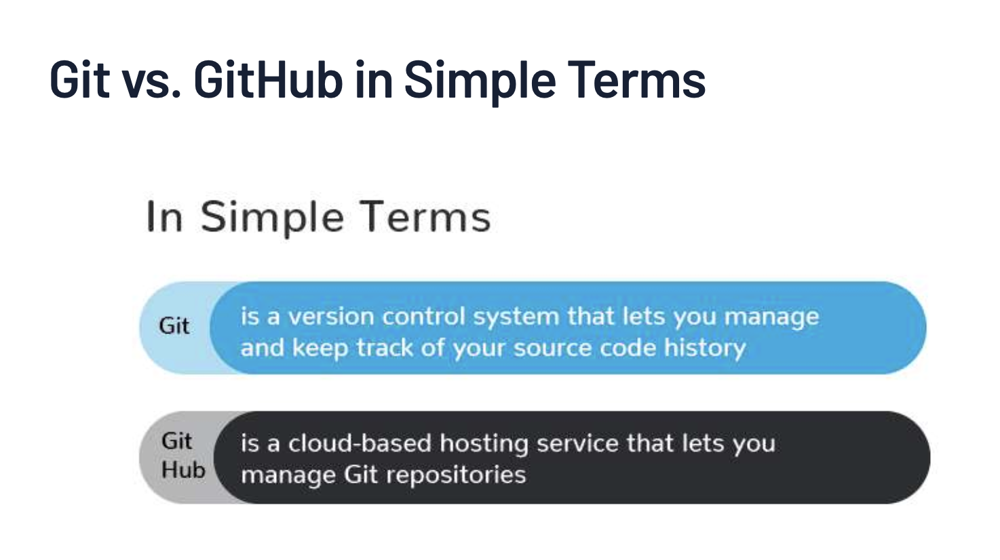 Git vs. GitHub in Simple Terms
In Simple Terms
Git
is a version control system that lets you manage
and keep track of your source code history
Git
Hub
is a cloud-based hosting service that lets you
manage Git repositories